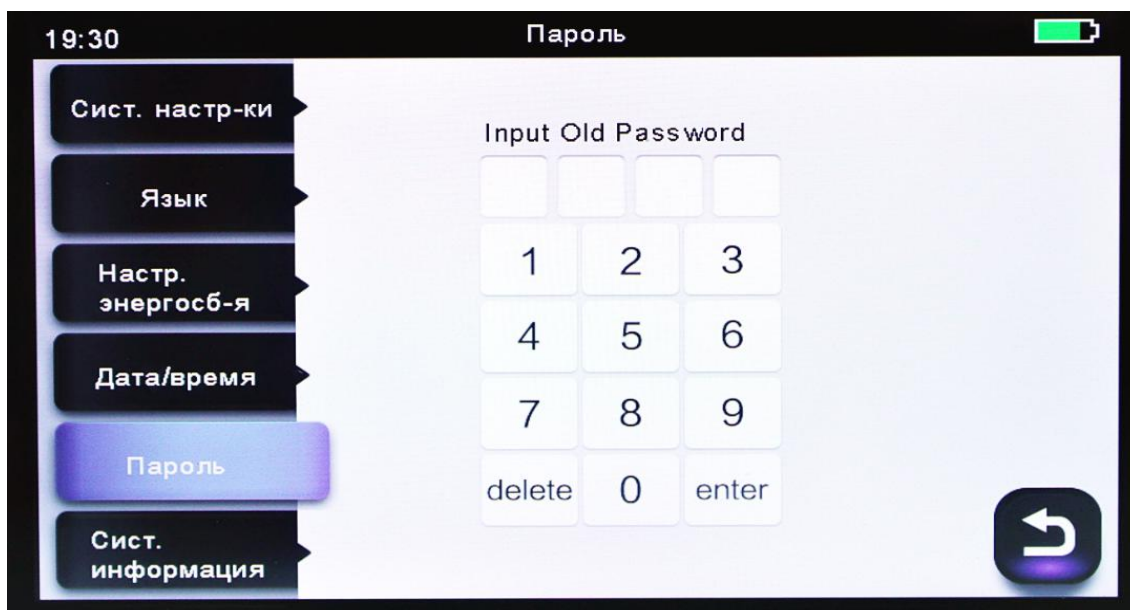 19:30
Пароль
Сист. настр-ки
Язык
Настр.
энергосб-я
Дата/время
Пароль
Сист.
информация
Input Old Password
1 2 3
4 5 6
7 8 9
delete 0 enter